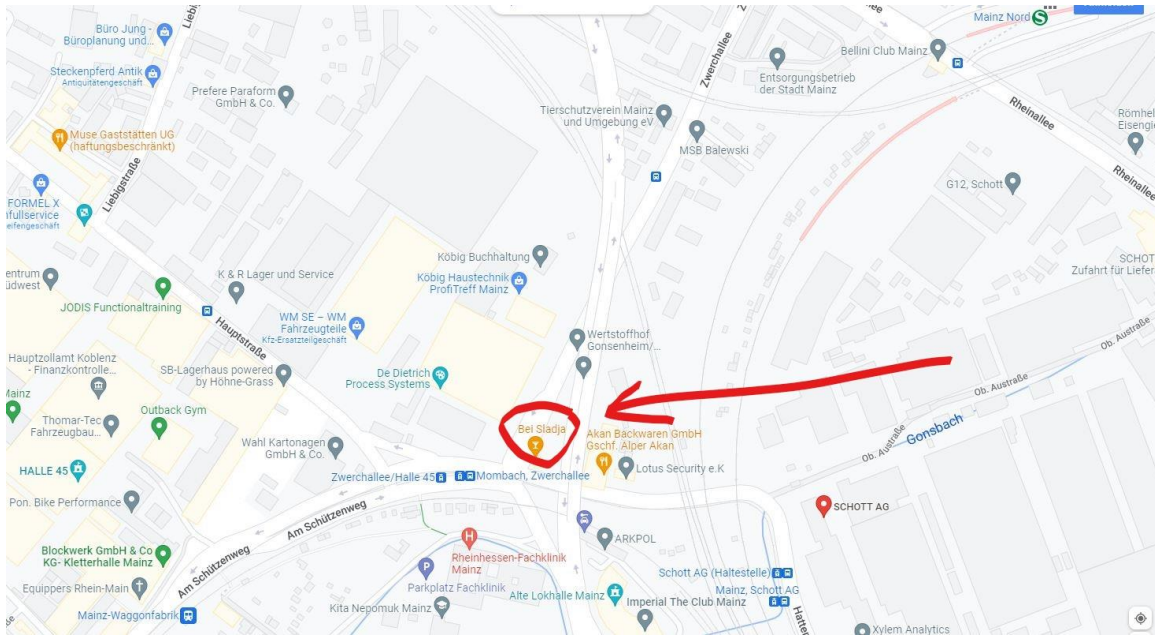 Büro Jung -
Büroplanung und...
Steckenpferd Antik
Antiquitätengeschäft
Liebigstraße
Prefere Paraform
GmbH & Co.
Muse Gaststätten UG
(haftungsbeschränkt)
FORMEL X
eifengeschäft
Mainz Nord
Zwerchallee
Bellini Club Mainz
Entsorgungsbetrieb
der Stadt Mainz
Rheinallee
Tierschutzverein Mainz
und Umgebung eV
MSB Balewski
G12, Schott
Rheinallee
Köbig Buchhaltung
Köbig Haustechnik
ProfiTreff Mainz
K & R Lager und Service
JODIS Functionaltraining
Hauptstraße
WM SE – WM
Fahrzeugteile
Kfz-Ersatzteilgeschäft
SCHOT
Zufahrt für Liefer
Wertstoffhof
Gonsenheim/...
Ob. Austraße
Hauptzollamt Koblenz
- Finanzkontrolle...
SB-Lagerhaus powered
by Höhne-Grass
De Dietrich
Process Systems
Ob. Austraße
Thomar-Tec
Fahrzeugbau...
Outback Gym
Bei Sladja
Akan Backwaren GmbH
Gschf. Alper Akan
Gonsbach
Ob. Austraße
Wahl Kartonagen
GmbH & Co.
Lotus Security e.K
HALLE 45
Zwerchallee/Halle 45
Mombach, Zwerchallee
Pon. Bike Performance
Am Schützenweg
SCHOTT AG
ARKPOL
Rheinhessen-Fachklinik
Mainz
Blockwerk GmbH & Co
KG- Kletterhalle Mainz
Schott AG (Haltestelle)
Parkplatz Fachklinik
Mainz, Schott AG
Equippers Rhein-Main
Am Schützenweg
Alte Lokhalle Mainz
Imperial The Club Mainz
Kita Nepomuk Mainz
Mainz-Waggonfabrik
Xylem Analytics